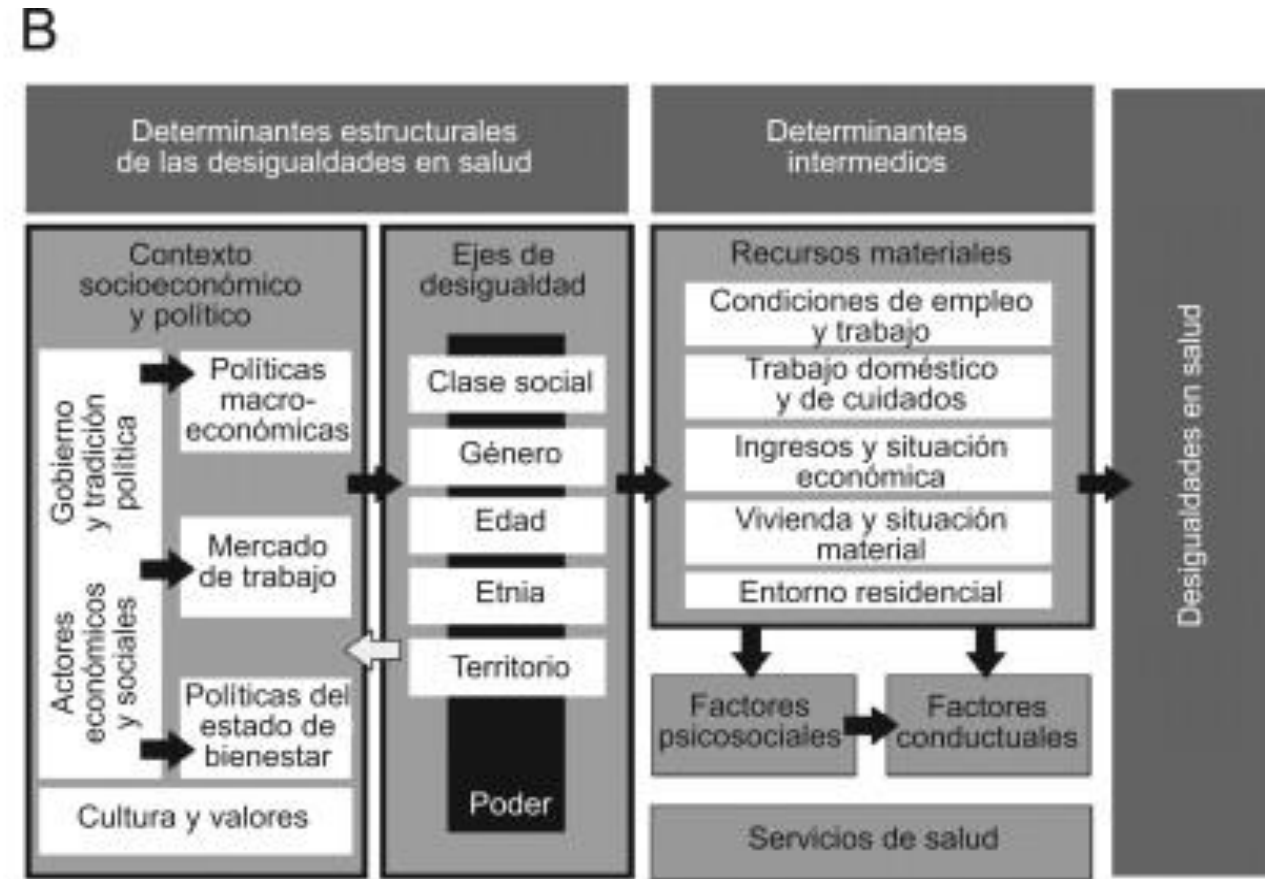 B
Determinantes estructurales
de las desigualdades en salud
Determinantes
intermedios
Contexto
socioeconómico
y político
Gobierno
y tradición
política
Actores
económicos
y sociales
Políticas
macro-
económicas
Mercado
de trabajo
Políticas del
estado de
bienestar
Cultura y valores
Ejes de
desigualdad
Clase social
Género
Edad
Etnia
Territorio
Poder
Recursos materiales
Condiciones de empleo
y trabajo
Trabajo doméstico
y de cuidados
Ingresos y situación
económica
Vivienda y situación
material
Entorno residencial
Factores
psicosociales
Factores
conductuales
Servicios de salud
Desigualdades en salud